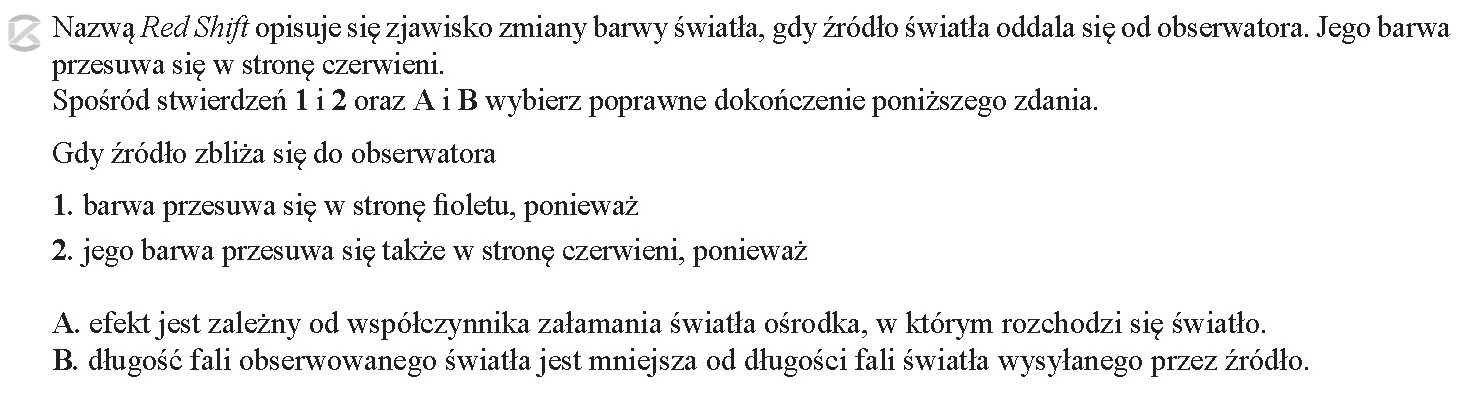 Nazwą Red Shift opisuje się zjawisko zmiany barwy światła, gdy źródło światła oddala się od obserwatora. Jego barwa
przesuwa się w stronę czerwieni.
Spośród stwierdzeń 1 i 2 oraz A i B wybierz poprawne dokończenie poniższego zdania.
Gdy źródło zbliża się do obserwatora
1. barwa przesuwa się w stronę fioletu, ponieważ
2. jego barwa przesuwa się także w stronę czerwieni, ponieważ
A. efekt jest zależny od współczynnika załamania światła ośrodka, w którym rozchodzi się światło.
B. długość fali obserwowanego światła jest mniejsza od długości fali światła wysyłanego przez źródło.